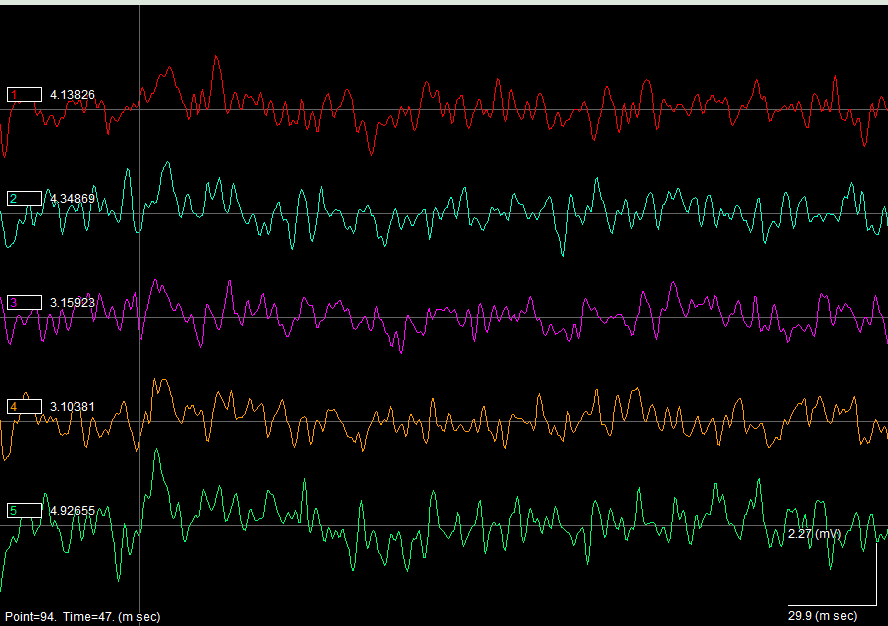 1 4.13826
2 4.34869
3 3.15923
4 3.10381
5 4.92655
2.27 (mV)
Point=94. Time=47. (m sec)
29.9 (m sec)